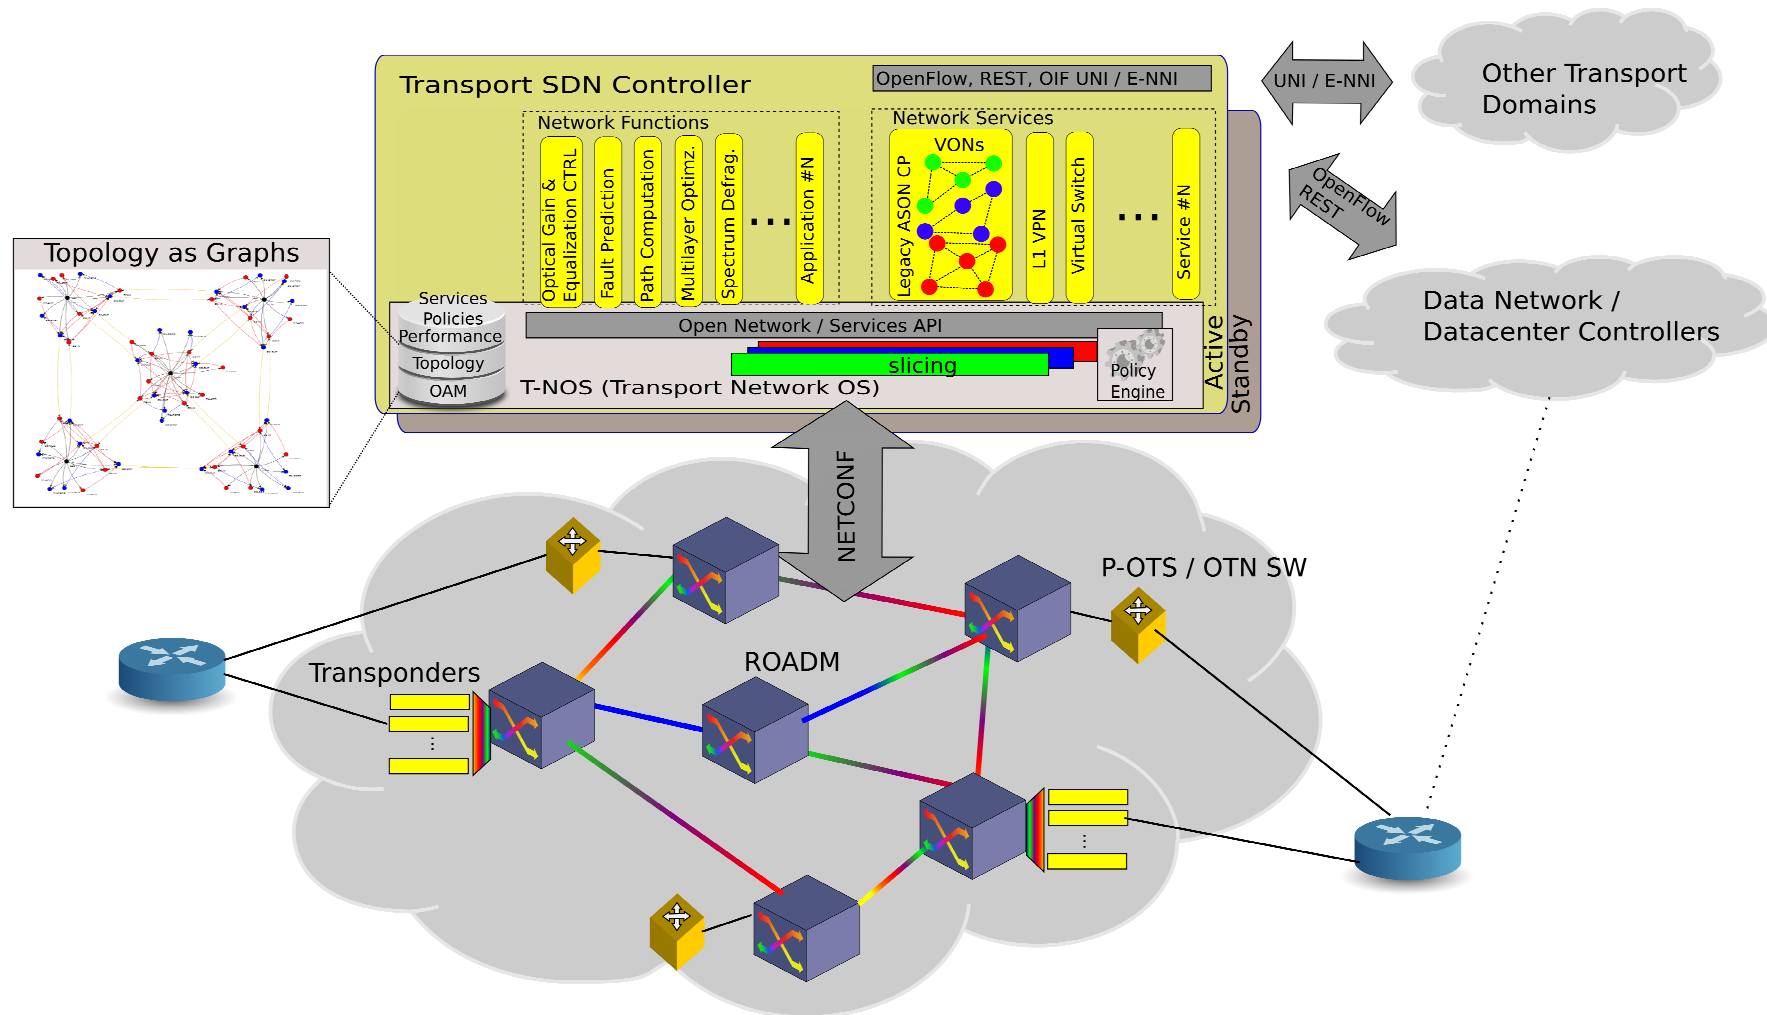 Transport SDN Controller
OpenFlow, REST, OIF UNI / E-NNI
UNI / E-NNI
Other Transport
Domains
Network Functions
Optical Gain &
Equalization CTRL
Fault Prediction
Path Computation
Multilayer Optimz.
Spectrum Defrag.
...
Application #N
Network Services
Legacy ASON CP
VONs
L1 VPN
Virtual Switch
...
Service #N
OpenFlow
REST
Data Network /
Datacenter Controllers
Topology as Graphs
Services
Policies
Performance
Topology
OAM
Open Network / Services API
slicing
T-NOS (Transport Network OS)
Policy
Engine
Active
Standby
NETCONF
P-OTS / OTN SW
Transponders
ROADM